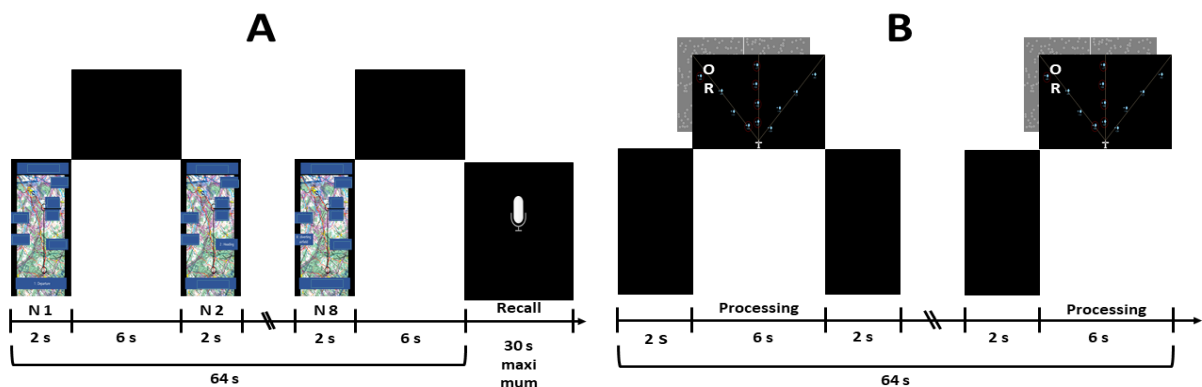 A
N 1
N 2
N 8
Recall
2 s
6 s
2 s
2 s
6 s
30 s
maxi
mum
64 s
B
O
R
O
R
Processing
Processing
2 S
6 s
2 s
2 s
6 s
64 s